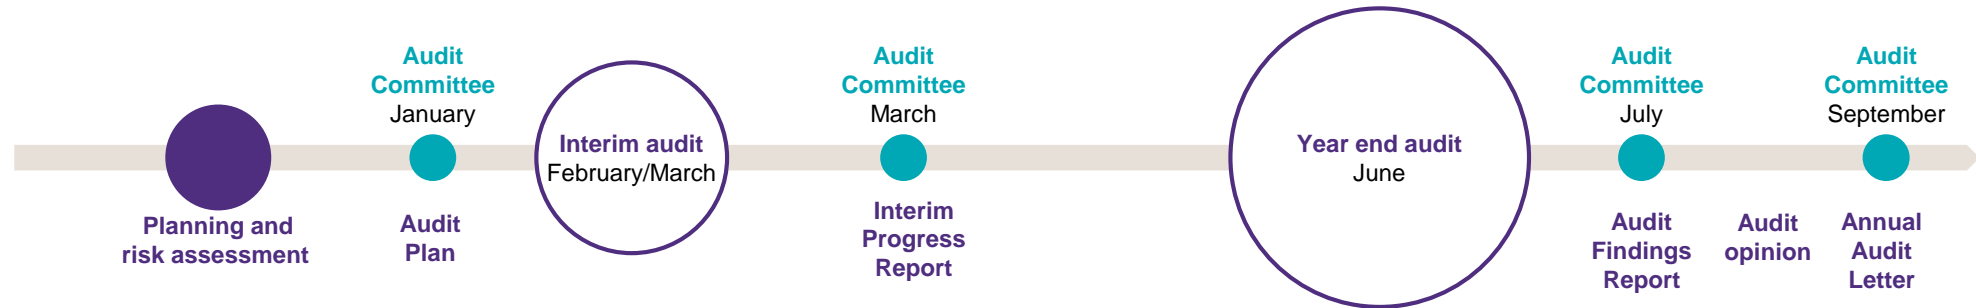 Planning and
risk assessment
Audit
Committee
January
Audit
Plan
Interim audit
February/March
Audit
Committee
March
Interim
Progress
Report
Year end audit
June
Audit
Committee
July
Audit
Findings
Report
Audit
opinion
Audit
Committee
September
Annual
Audit
Letter